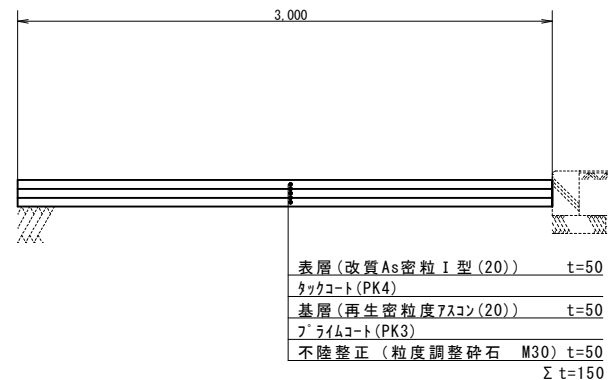 3,000
表層(改質As密粒Ⅰ型(20)) t=50
タックコート(PK4)
基層(再生密粒度アスコン(20)) t=50
プライムコート(PK3)
不陸整正(粒度調整砕石 M30) t=50
Σt=150